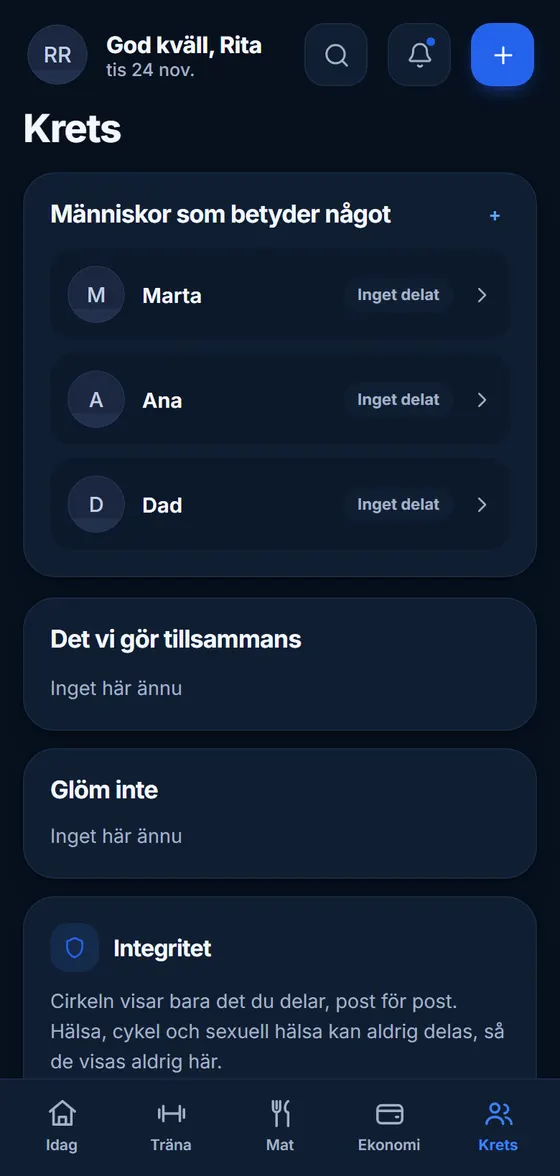 RR
God kväll, Rita
tis 24 nov.
+
Krets
Människor som betyder något
+
M
Marta
Inget delat
A
Ana
Inget delat
D
Dad
Inget delat
Det vi gör tillsammans
Inget här ännu
Glöm inte
Inget här ännu
Integritet
Cirkeln visar bara det du delar, post för post.
Hälsa, cykel och sexuell hälsa kan aldrig delas, så
de visas aldrig här.
Idag
Träna
Mat
Ekonomi
Krets